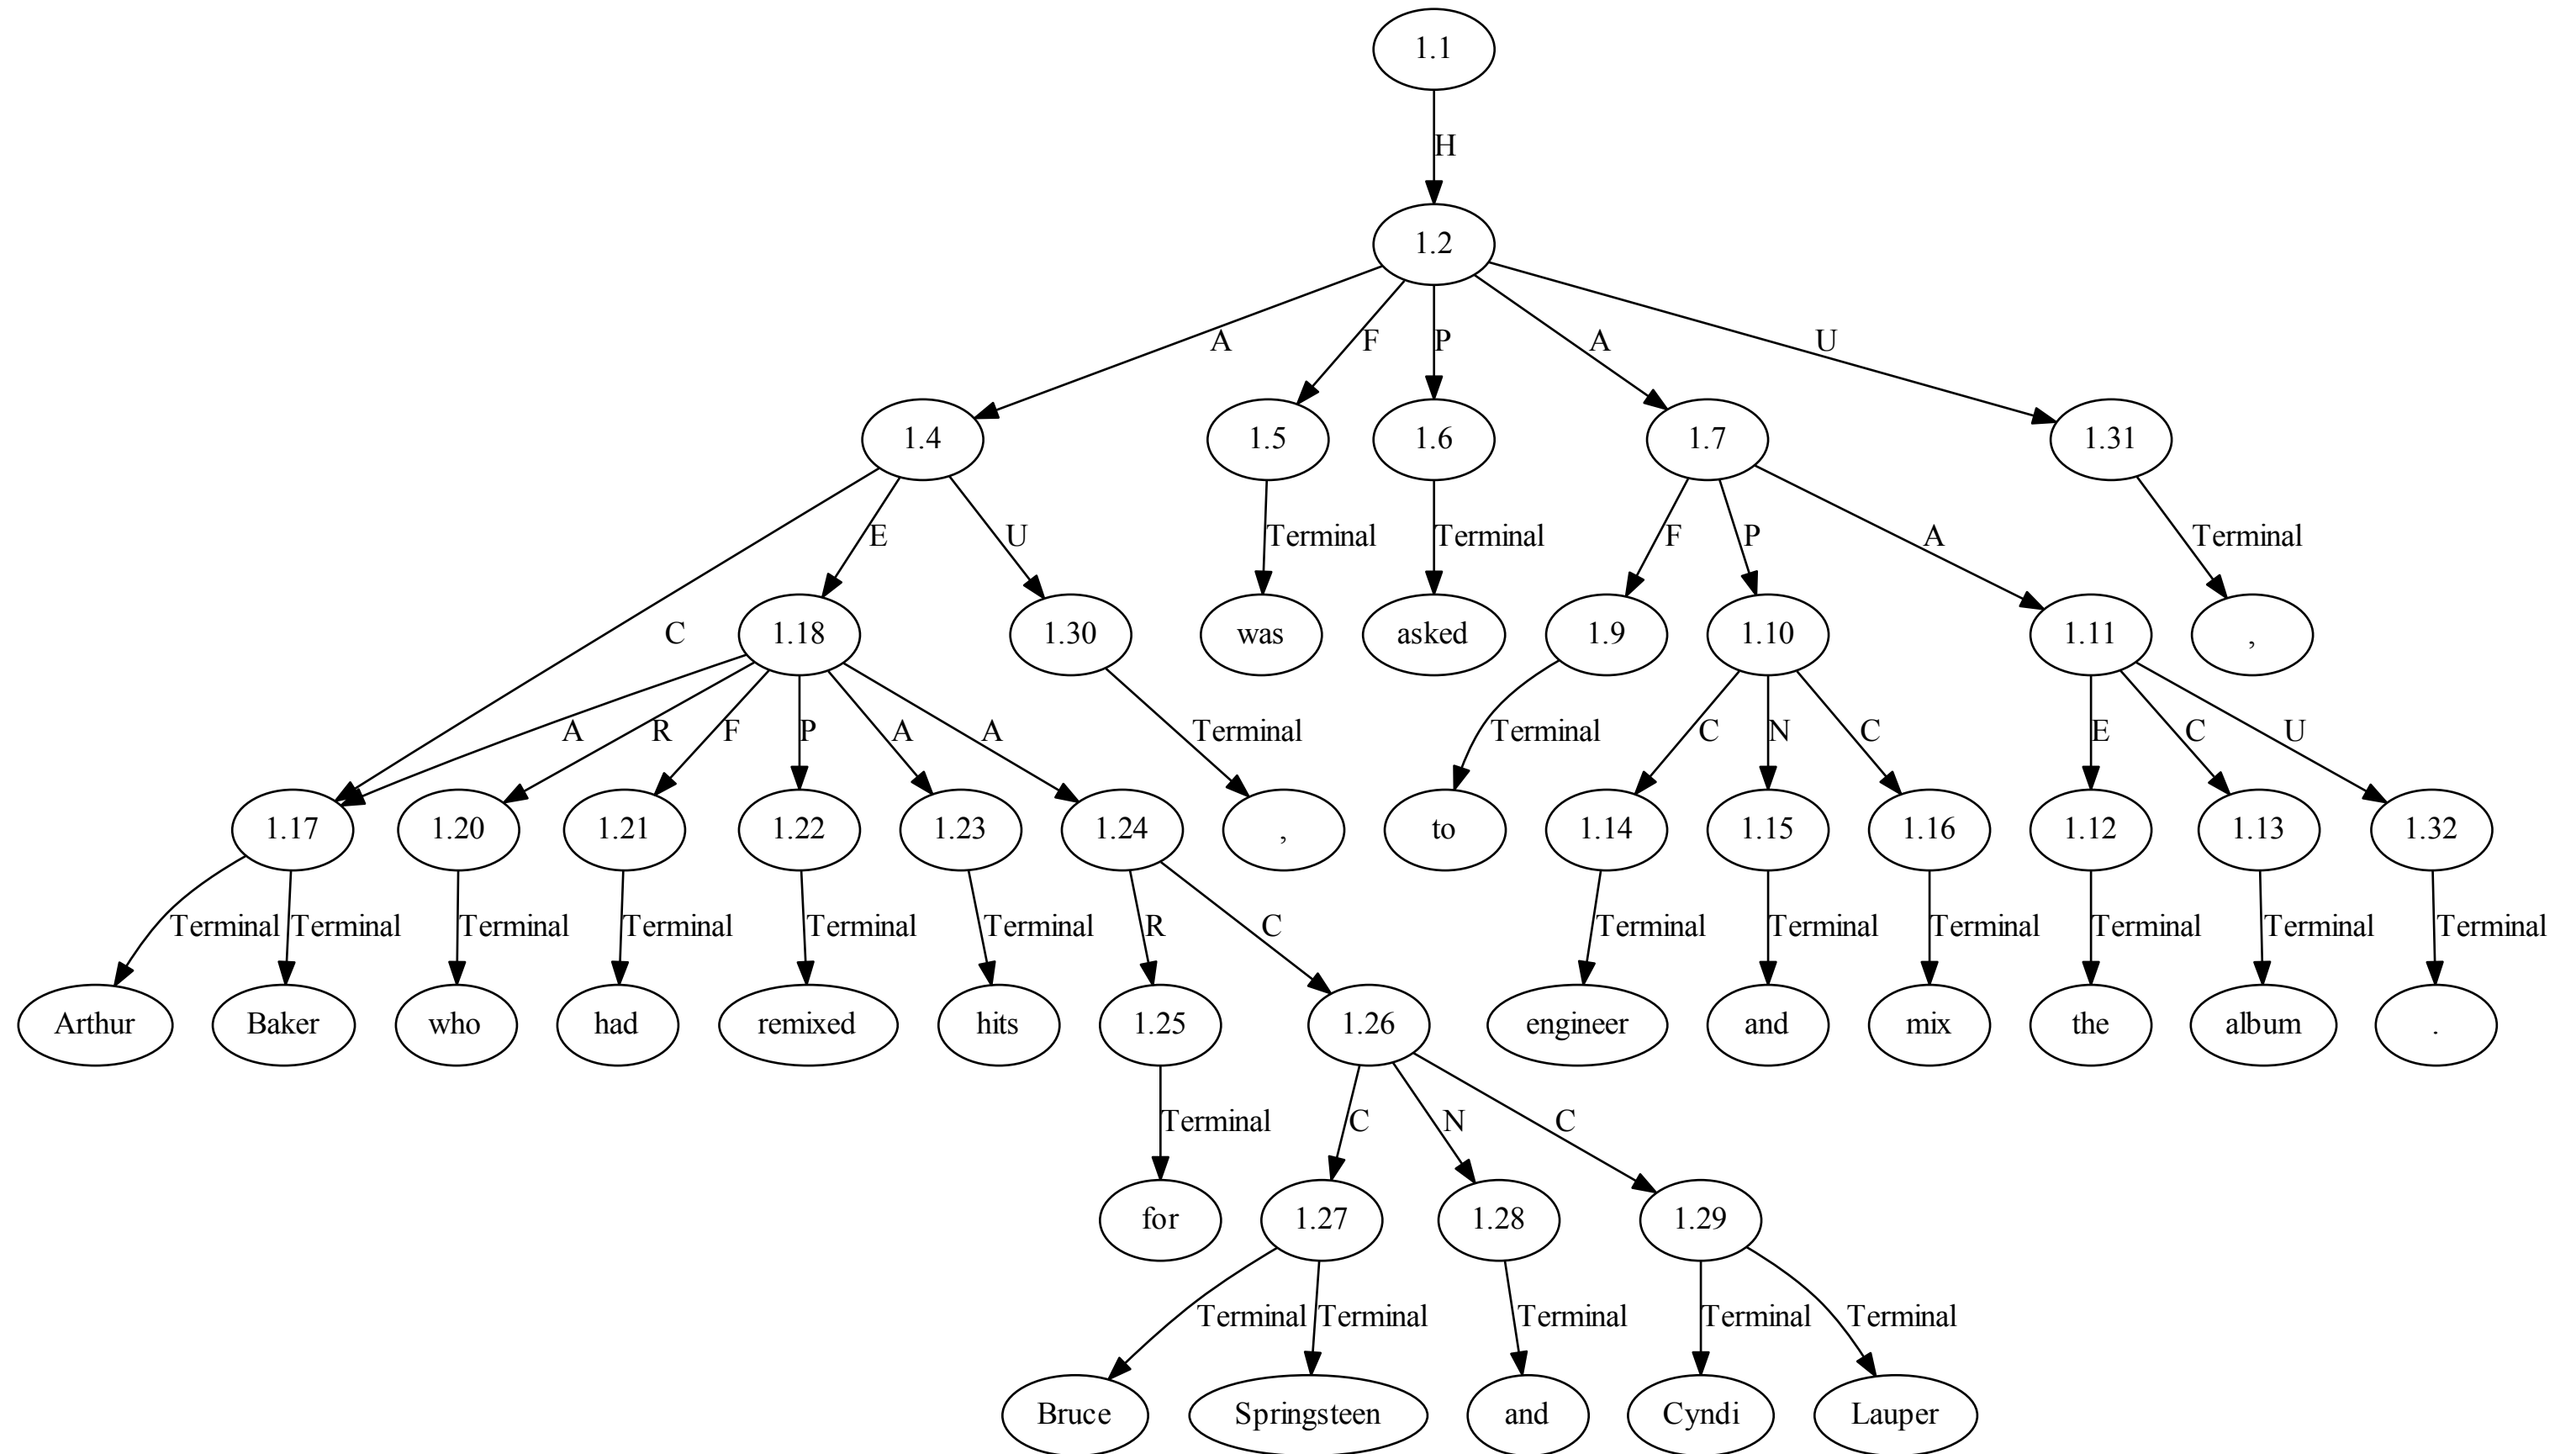 1.1
H
1.2
A F P A U
1.4 1.5 1.6 1.7 1.31
E U Terminal Terminal F P A Terminal
C 1.18 1.30 was asked 1.9 1.10 1.11 ,
A R F P A A Terminal Terminal C N C E C U
1.17 1.20 1.21 1.22 1.23 1.24 , to 1.14 1.15 1.16 1.12 1.13 1.32
Terminal Terminal Terminal Terminal Terminal Terminal R C Terminal Terminal Terminal Terminal Terminal Terminal
Arthur Baker who had remixed hits 1.25 1.26 engineer and mix the album .
Terminal C N C
for 1.27 1.28 1.29
Terminal Terminal Terminal Terminal Terminal
Bruce Springsteen and Cyndi Lauper